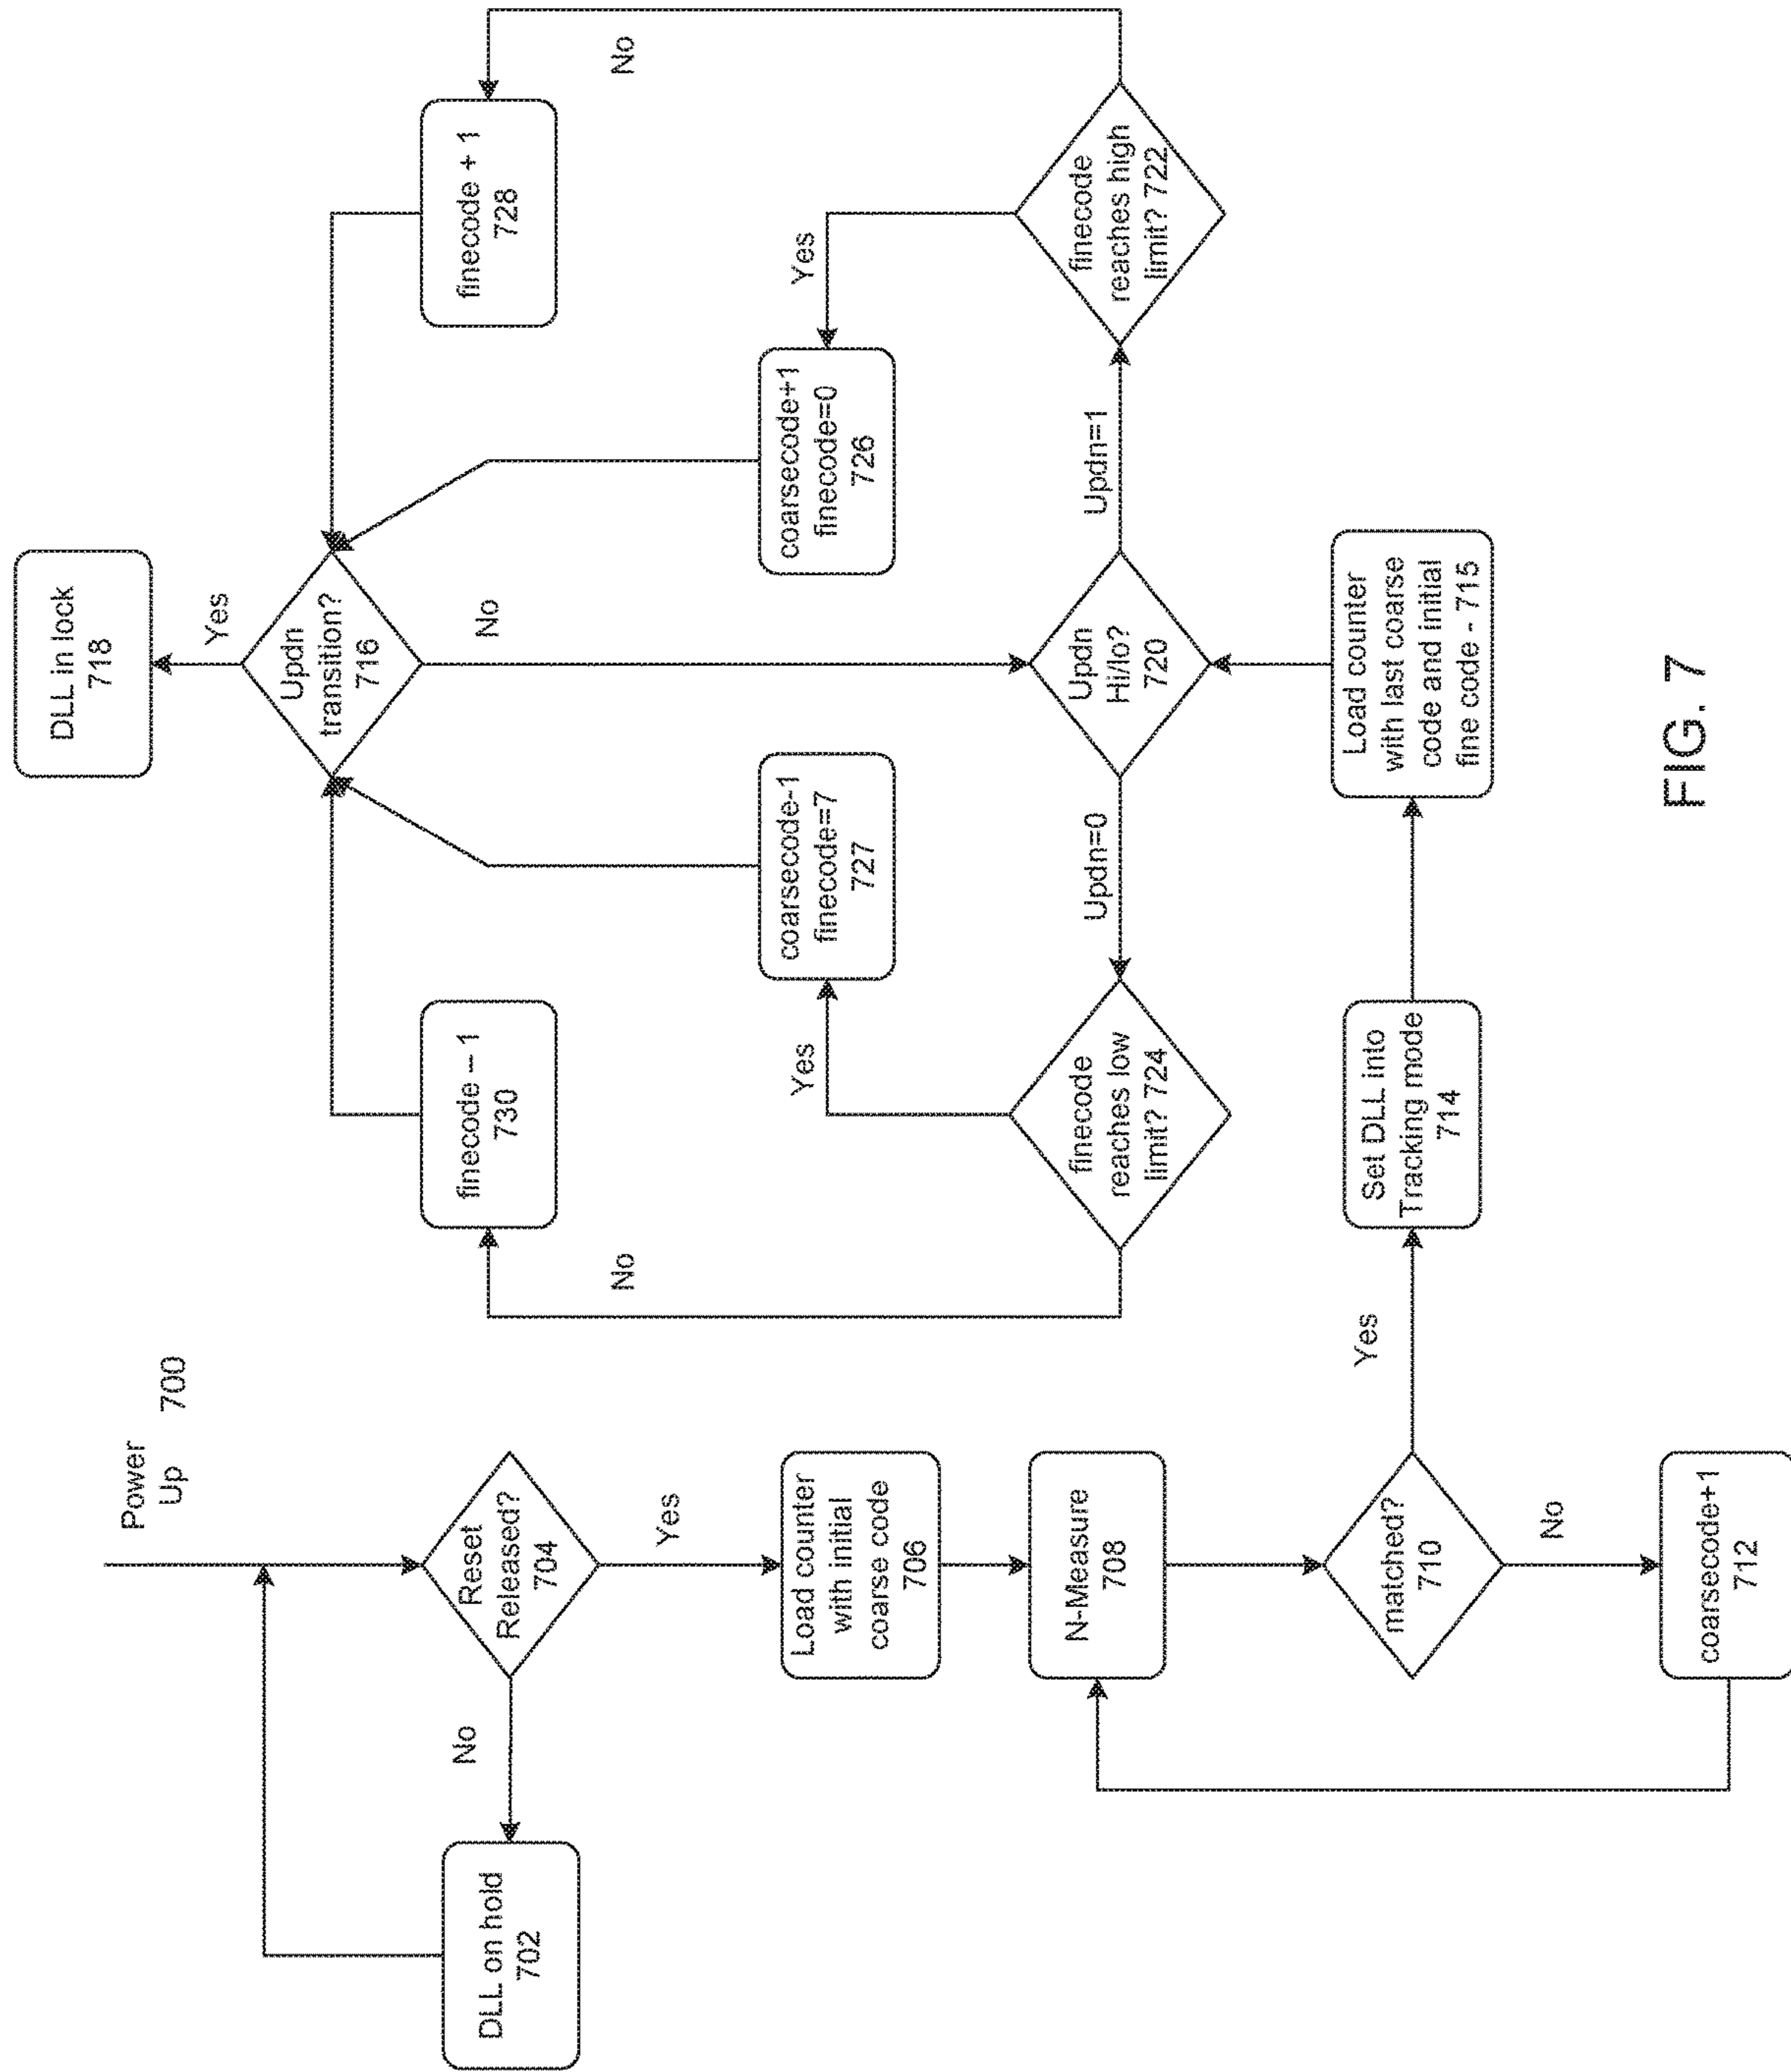 Power
Up 700
Reset
Released?
704
No
DLL on hold
702
Yes
Load counter
with initial
coarse code
706
N-Measure
708
matched?
710
No
coarsecode+1
712
Yes
Set DLL into
Tracking mode
714
Load counter
with last coarse
code and initial
fine code - 715
Updn
Hi/lo?
720
Updn=0
Updn=1
finecode
reaches low
limit? 724
Yes
No
coarsecode-1
finecode=7
727
finecode – 1
730
finecode
reaches high
limit? 722
Yes
No
coarsecode+1
finecode=0
726
finecode + 1
728
Updn
transition?
716
No
Yes
DLL in lock
718
FIG. 7